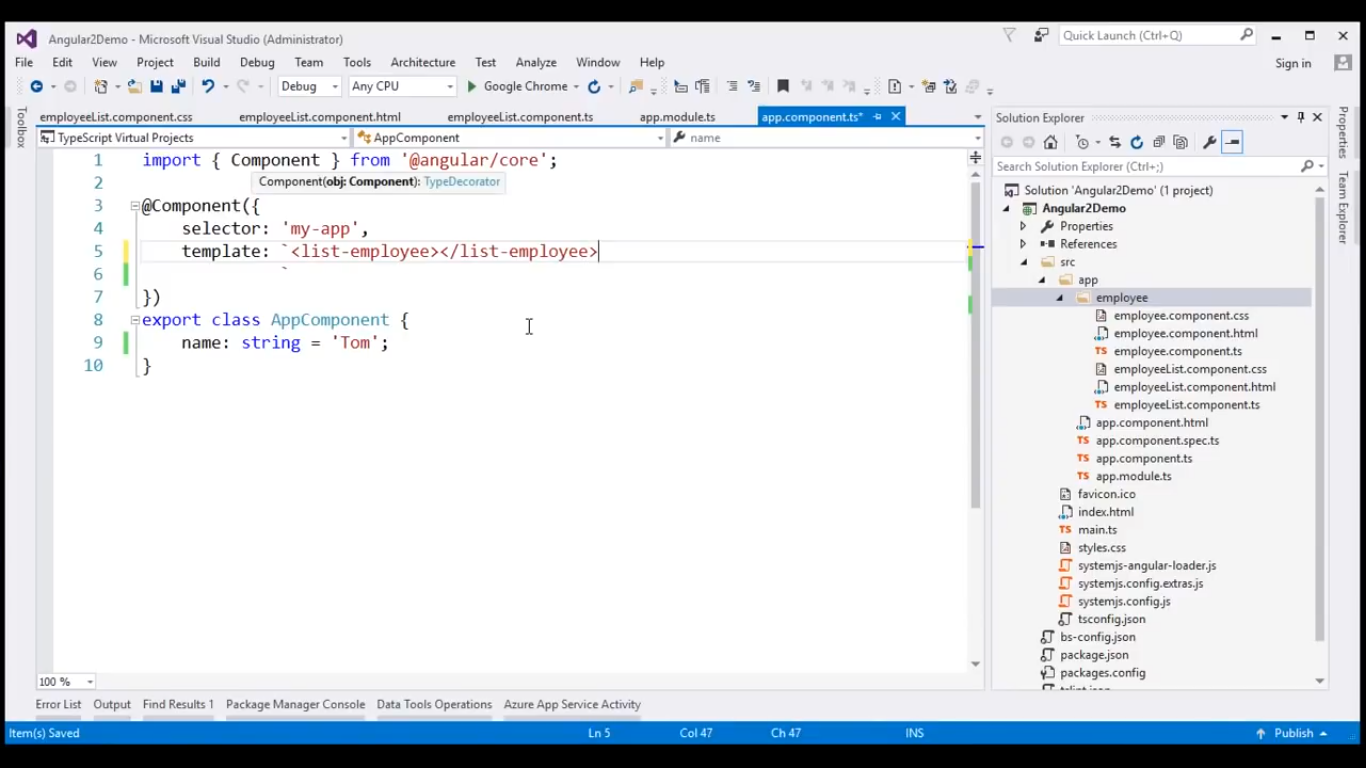 Angular2Demo - Microsoft Visual Studio (Administrator)
Quick Launch (Ctrl+Q)
File Edit View Project Build Debug Team Tools Architecture Test Analyze Window Help
Sign in
Debug Any CPU Google Chrome
Toolbox
employeeList.component.css employeeList.component.html employeeList.component.ts app.module.ts app.component.ts*
TypeScript Virtual Projects AppComponent name
1 import { Component } from '@angular/core';
Component(obj: Component): TypeDecorator
2
3 @Component({
4 selector: 'my-app',
5 template: `<list-employee></list-employee>
6 `
7 })
8 export class AppComponent {
9 name: string = 'Tom';
10 }
100 %
Solution Explorer
Search Solution Explorer (Ctrl+;)
Solution 'Angular2Demo' (1 project)
Angular2Demo
Properties
References
src
app
employee
employee.component.css
employee.component.html
employee.component.ts
employeeList.component.css
employeeList.component.html
employeeList.component.ts
app.component.html
app.component.spec.ts
app.component.ts
app.module.ts
favicon.ico
index.html
main.ts
styles.css
systemjs-angular-loader.js
systemjs.config.extras.js
systemjs.config.js
tsconfig.json
bs-config.json
package.json
packages.config
Properties
Team Explorer
Error List Output Find Results 1 Package Manager Console Data Tools Operations Azure App Service Activity
Item(s) Saved Ln 5 Col 47 Ch 47 INS Publish